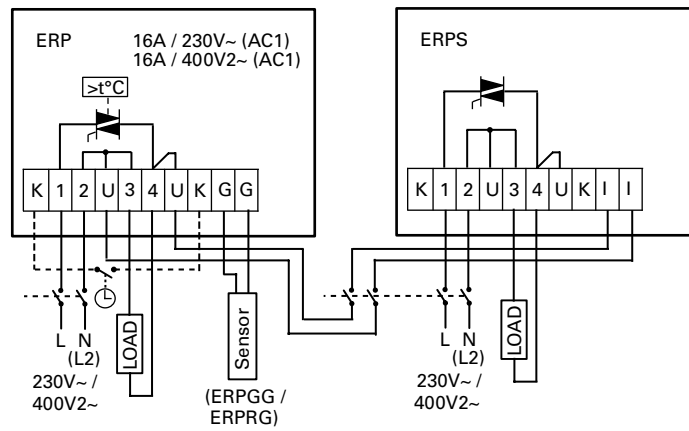 ERP
16A / 230V~ (AC1)
16A / 400V2~ (AC1)
>t°C
K 1 2 U 3 4 U K G G
L N
(L2)
230V~ /
400V2~
LOAD
Sensor
(ERPGG /
ERPRG)
ERPS
K 1 2 U 3 4 U K I I
L N
(L2)
230V~ /
400V2~
LOAD